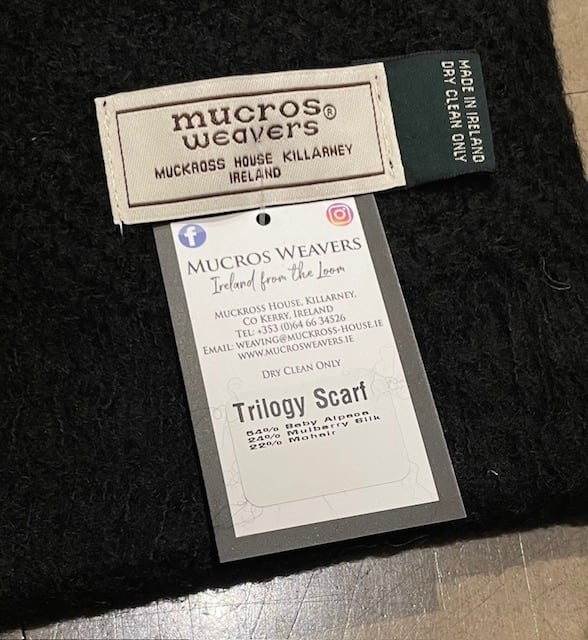 mucros®
weavers
MUCKROSS HOUSE KILLARNEY
IRELAND
MADE IN IRELAND
DRY CLEAN ONLY
MUCROS WEAVERS
Ireland from the Loom
MUCKROSS HOUSE, KILLARNEY,
CO KERRY, IRELAND
TEL: +353 (0)64 66 34526
EMAIL: WEAVING@MUCKROSS-HOUSE.IE
WWW.MUCROSWEAVERS.IE
DRY CLEAN ONLY
Trilogy Scarf
54% Baby Alpaca
24% Mulberry Silk
22% Mohair